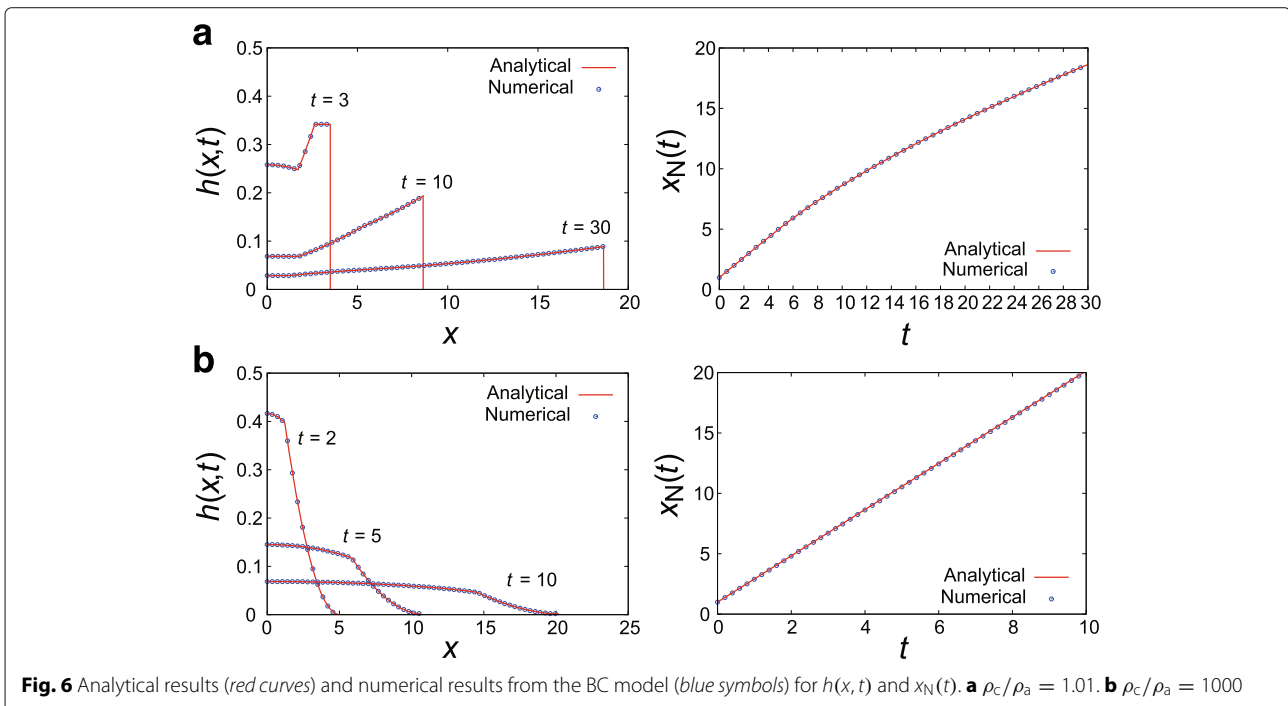 a
0.5
0.4
0.3
0.2
0.1
0
h(x,t)
Analytical
Numerical
t = 3
t = 10
t = 30
0 5 10 15 20
x
20
15
10
5
0
xN(t)
Analytical
Numerical
0 2 4 6 8 10 12 14 16 18 20 22 24 26 28 30
t
b
0.5
0.4
0.3
0.2
0.1
0
h(x,t)
Analytical
Numerical
t = 2
t = 5
t = 10
0 5 10 15 20 25
x
20
15
10
5
0
xN(t)
Analytical
Numerical
0 2 4 6 8 10
t
Fig. 6 Analytical results (red curves) and numerical results from the BC model (blue symbols) for h(x, t) and xN(t). a ρc/ρa = 1.01. b ρc/ρa = 1000